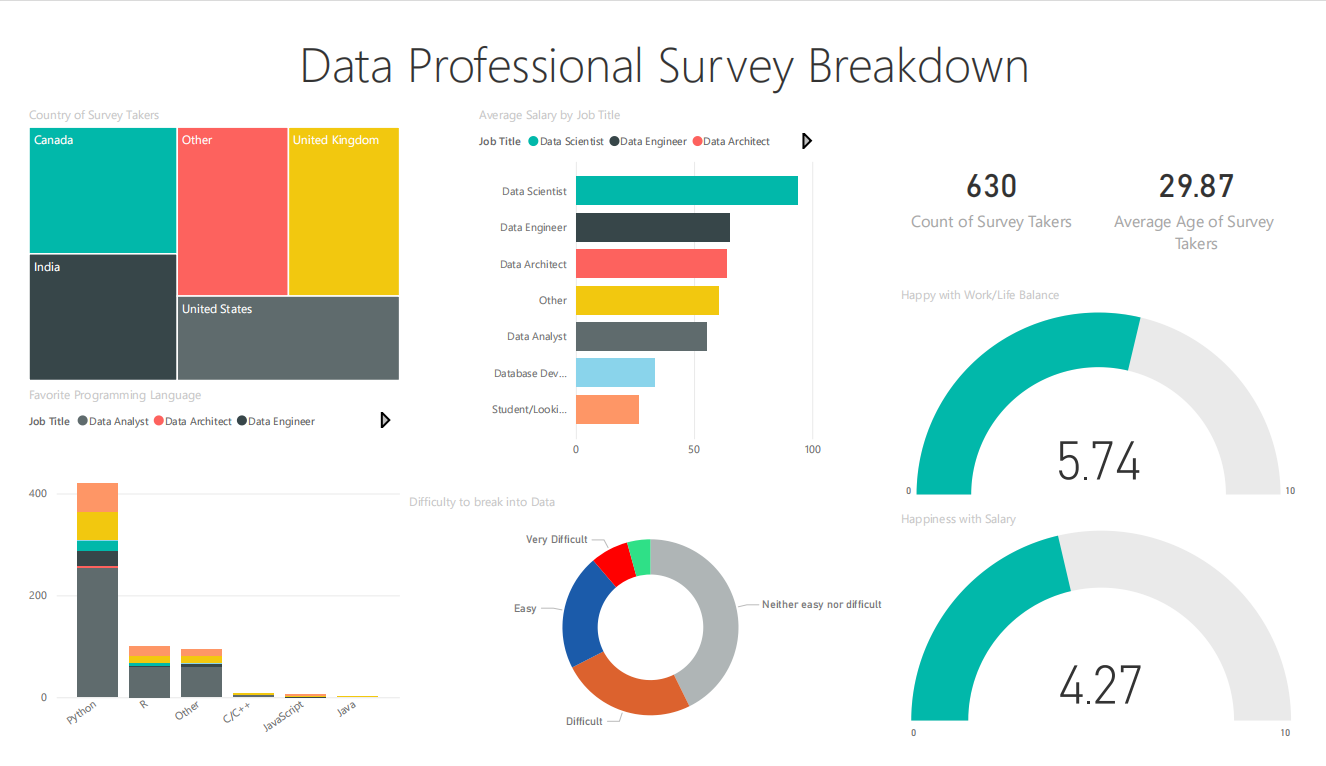 Data Professional Survey Breakdown
Country of Survey Takers
Canada
Other
United Kingdom
India
United States
Average Salary by Job Title
Job Title Data Scientist Data Engineer Data Architect
Data Scientist
Data Engineer
Data Architect
Other
Data Analyst
Database Dev...
Student/Looki...
0 50 100
630
Count of Survey Takers
29.87
Average Age of Survey
Takers
Favorite Programming Language
Job Title Data Analyst Data Architect Data Engineer
400
200
0
Python R Other C/C++ JavaScript Java
Difficulty to break into Data
Very Difficult
Easy
Neither easy nor difficult
Difficult
Happy with Work/Life Balance
5.74
0 10
Happiness with Salary
4.27
0 10